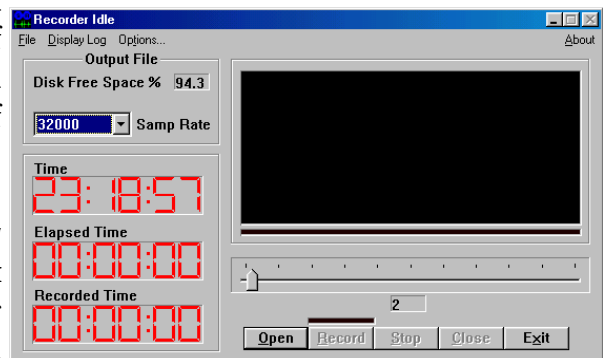 Recorder Idle
File Display Log Options... About
Output File
Disk Free Space % 94.3
32000 Samp Rate
Time
23:18:57
Elapsed Time
00:00:00
Recorded Time
00:00:00
2
Open Record Stop Close Exit